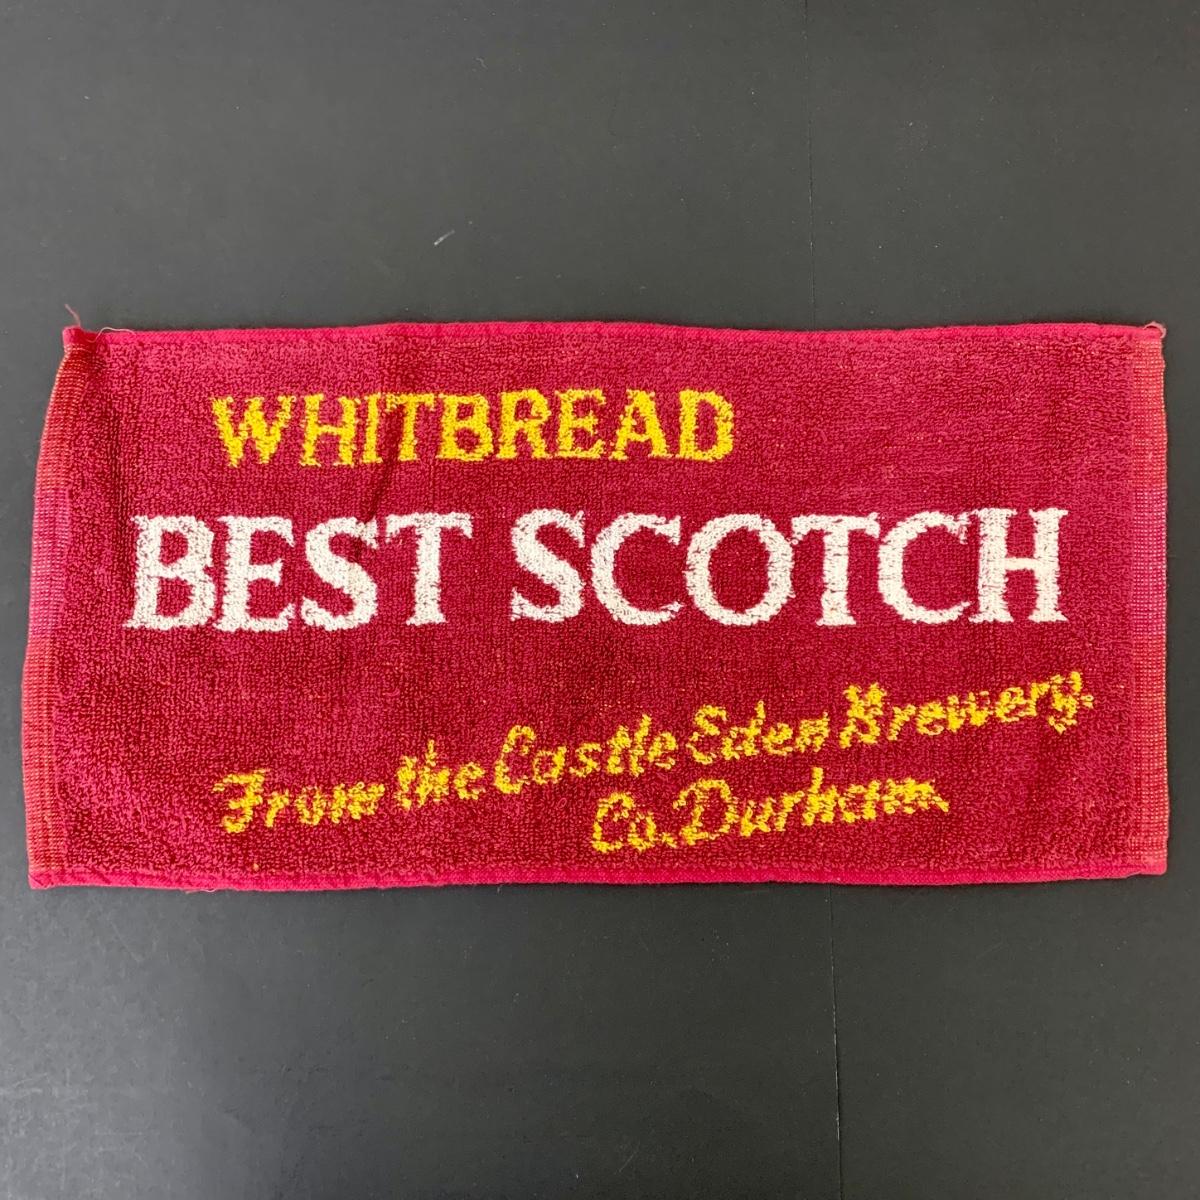 WHITBREAD
BEST SCOTCH
From the Castle Eden Brewery.
Co. Durham.